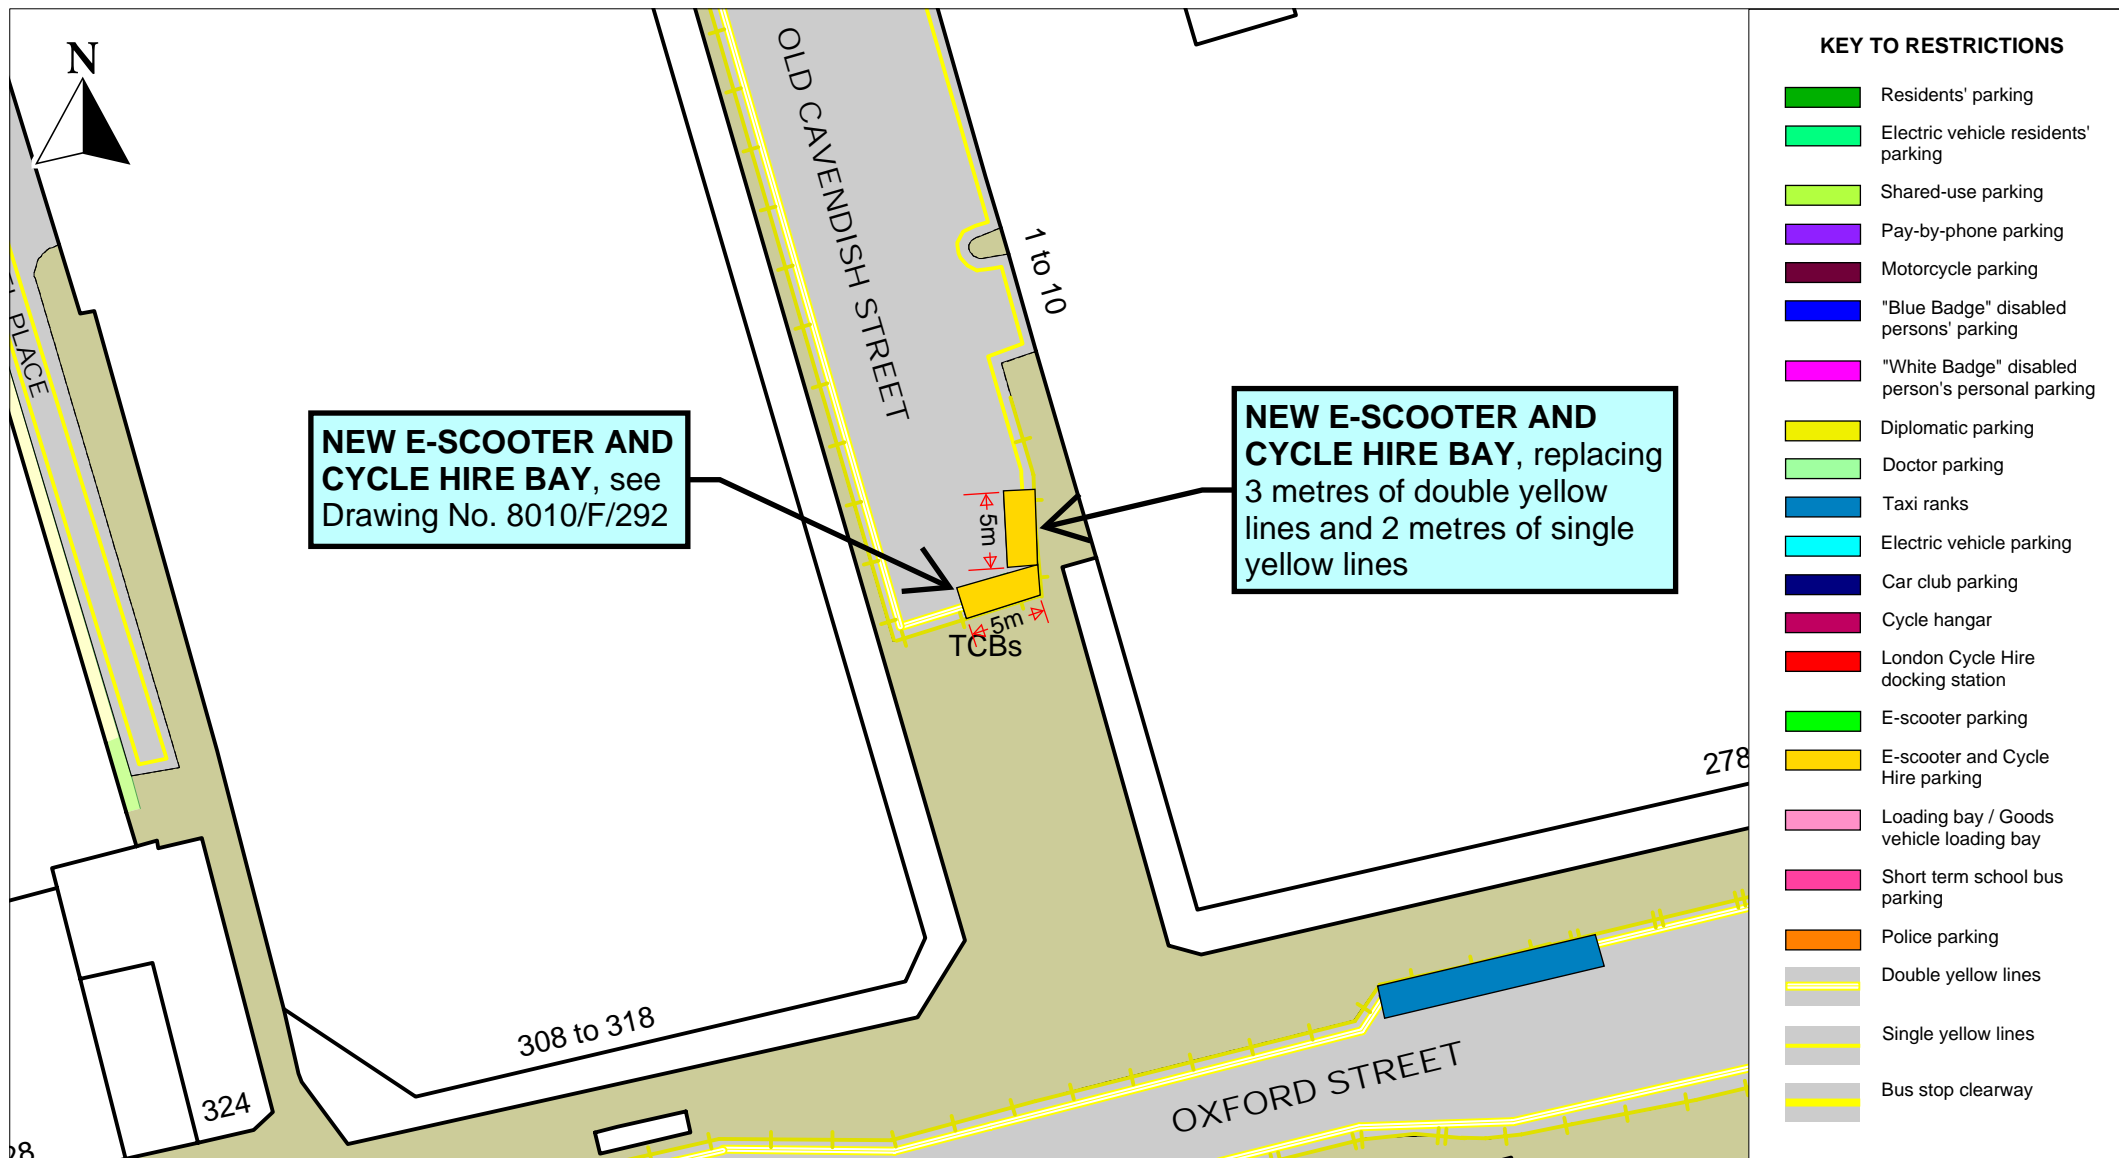 N
OLD CAVENDISH STREET
1 to 10
PLACE
NEW E-SCOOTER AND
CYCLE HIRE BAY, see
Drawing No. 8010/F/292
NEW E-SCOOTER AND
CYCLE HIRE BAY, replacing
3 metres of double yellow
lines and 2 metres of single
yellow lines
5m
5m
TCBs
278
308 to 318
324
OXFORD STREET
KEY TO RESTRICTIONS
Residents' parking
Electric vehicle residents'
parking
Shared-use parking
Pay-by-phone parking
Motorcycle parking
"Blue Badge" disabled
persons' parking
"White Badge" disabled
person's personal parking
Diplomatic parking
Doctor parking
Taxi ranks
Electric vehicle parking
Car club parking
Cycle hangar
London Cycle Hire
docking station
E-scooter parking
E-scooter and Cycle
Hire parking
Loading bay / Goods
vehicle loading bay
Short term school bus
parking
Police parking
Double yellow lines
Single yellow lines
Bus stop clearway